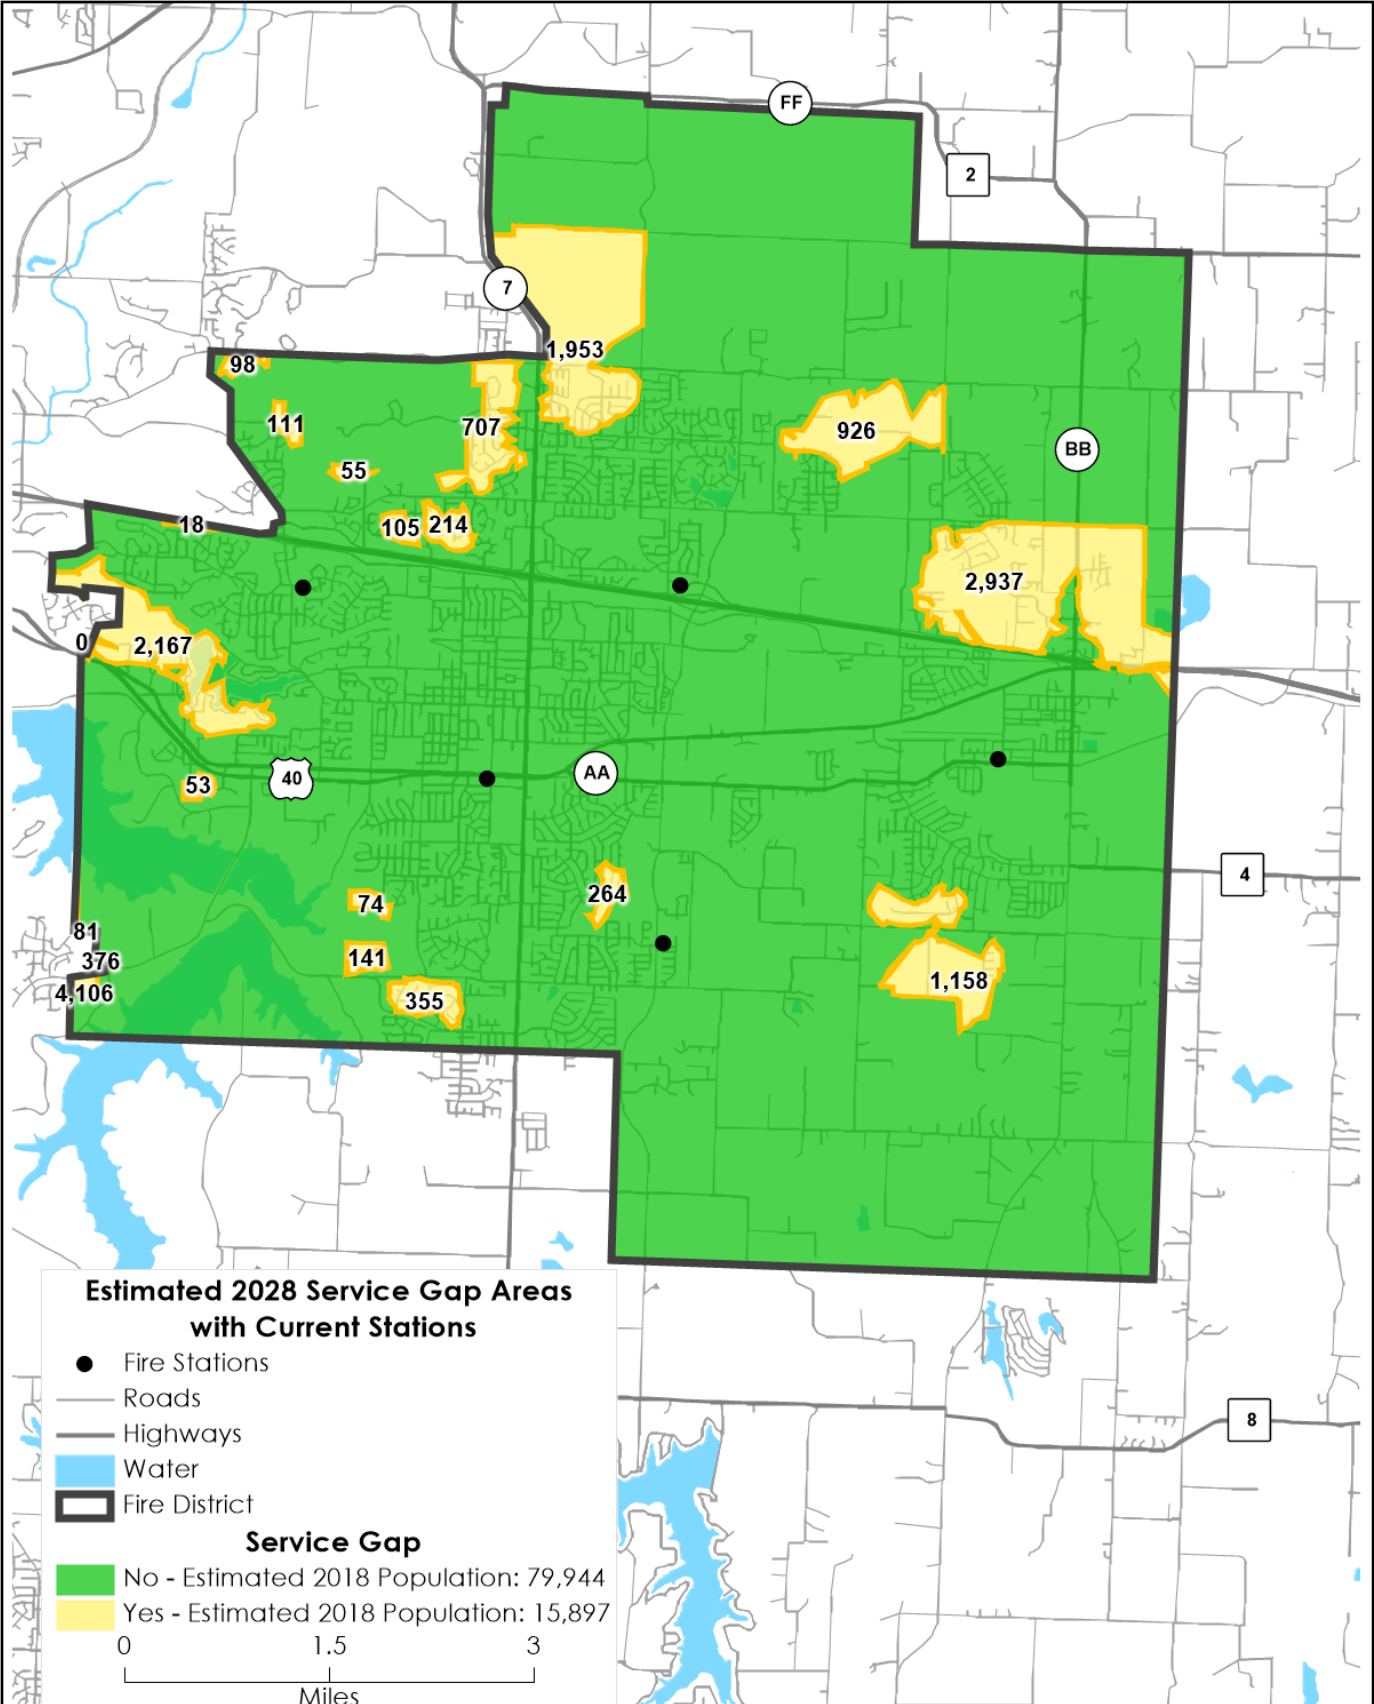 FF
2
7
1,953
98
707
111
926
BB
55
105 214
18
2,937
0
2,167
40
AA
53
4
264
74
81
141
376
1,158
4,106
355
Estimated 2028 Service Gap Areas
with Current Stations
Fire Stations
Roads
8
Highways
Water
Fire District
Service Gap
No - Estimated 2018 Population: 79,944
Yes - Estimated 2018 Population: 15,897
0 1.5 3
Miles